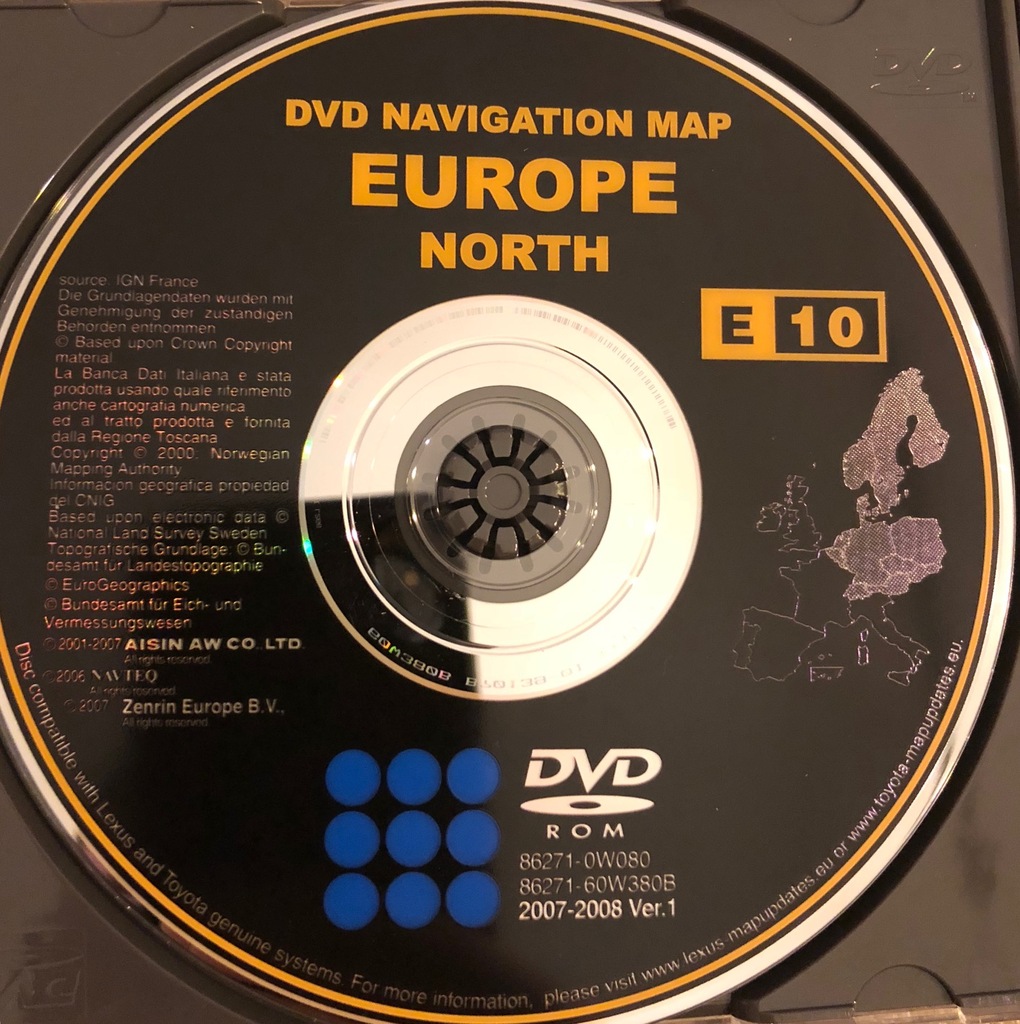 DVD
DVD NAVIGATION MAP
EUROPE
NORTH
E 10
source: IGN France
Die Grundlagendaten wurden mit
Genehmigung der zustandigen
Behorden entnommen
© Based upon Crown Copyright
material
La Banca Dati Italiana e stata
prodotta usando quale riferimento
anche cartografia numerica
ed al tratto prodotta e fornita
dalla Regione Toscana
Copyright © 2000: Norwegian
Mapping Authority
Informacion geografica propiedad
del CNIG
Based upon electronic data ©
National Land Survey Sweden
Topografische Grundlage: © Bun-
desamt für Landestopographie
© EuroGeographics
© Bundesamt für Eich- und
Vermessungswesen
© 2001-2007 AISIN AW CO.,LTD.
All rights reserved.
© 2006 NAVTEQ
All rights reserved.
© 2007 Zenrin Europe B.V.,
All rights reserved.
80W380B
DVD
ROM
86271-0W080
86271-60W380B
2007-2008 Ver.1
Disc compatible with Lexus and Toyota genuine systems. For more information, please visit www.lexus-mapupdates.eu or www.toyota-mapupdates.eu.